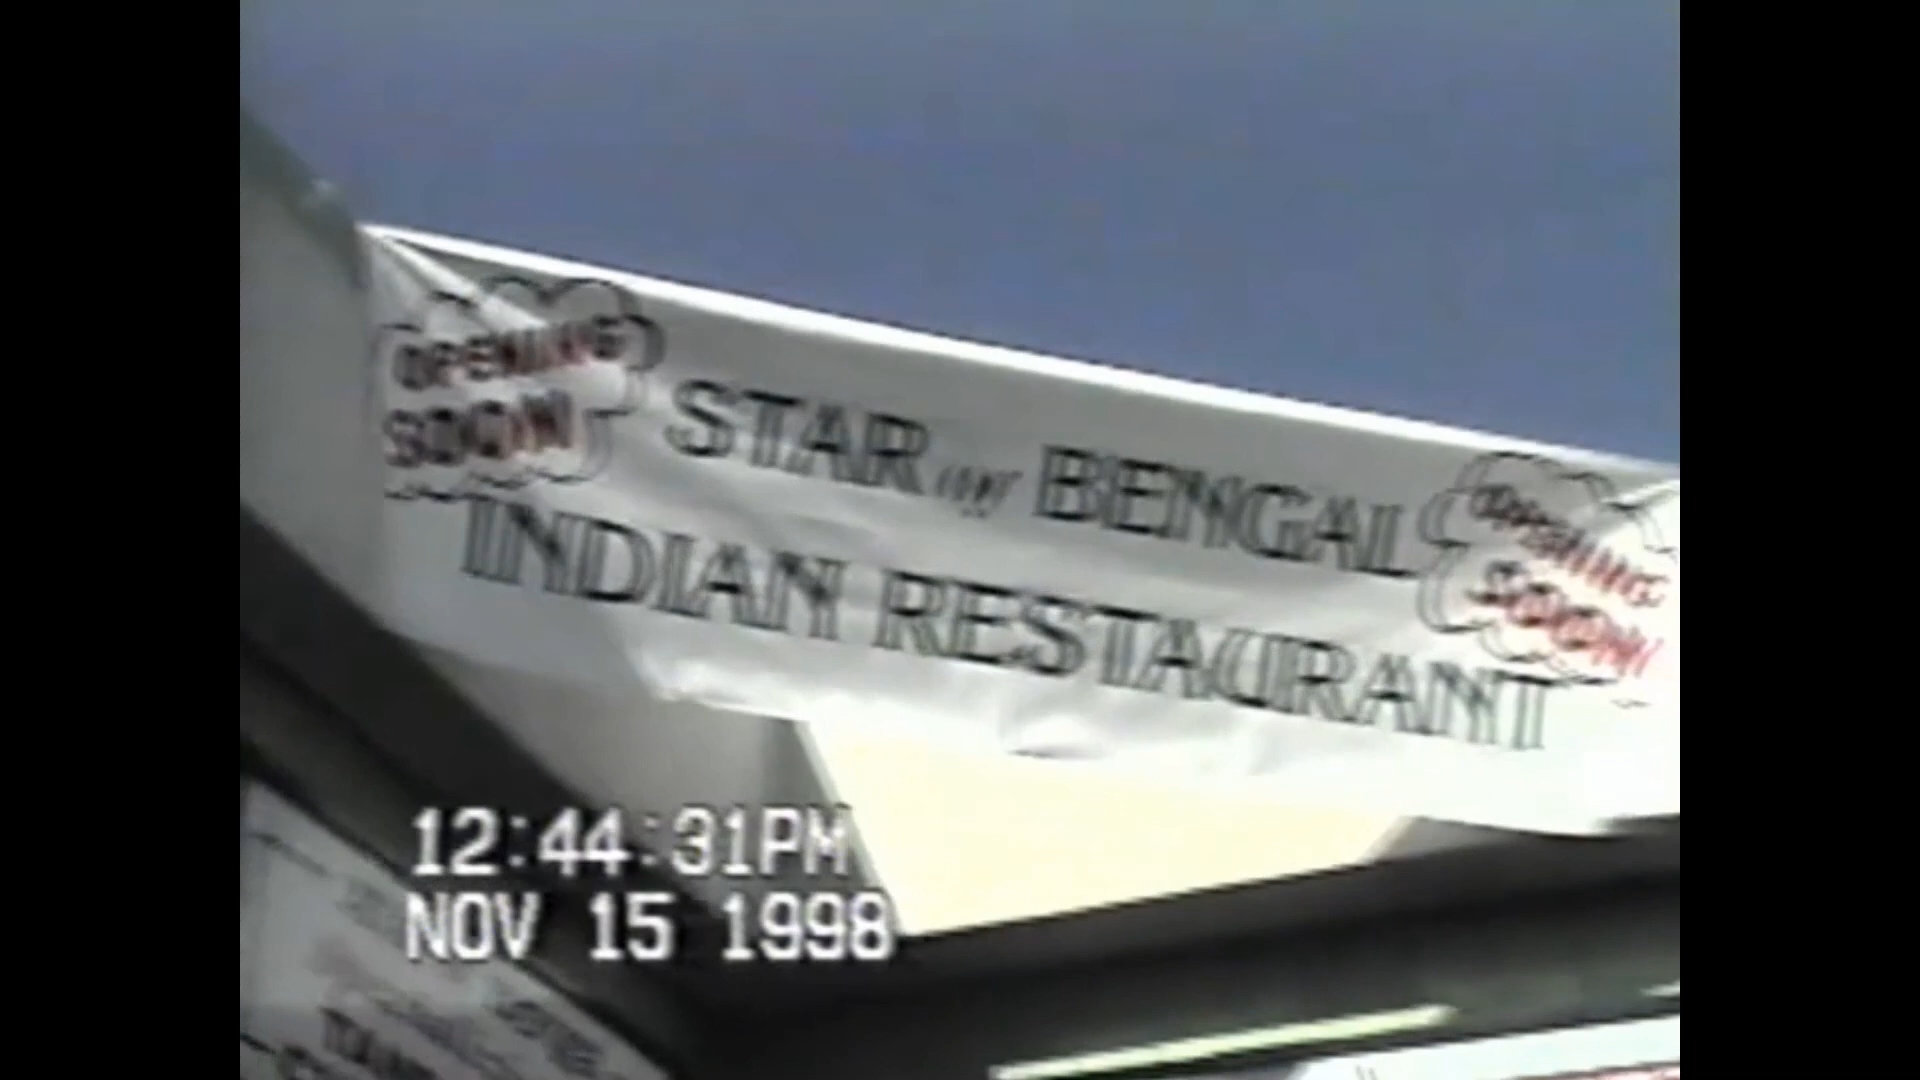 OPENING
SOON
STAR of BENGAL
INDIAN RESTAURANT
OPENING
SOON
12:44:31PM
NOV 15 1998